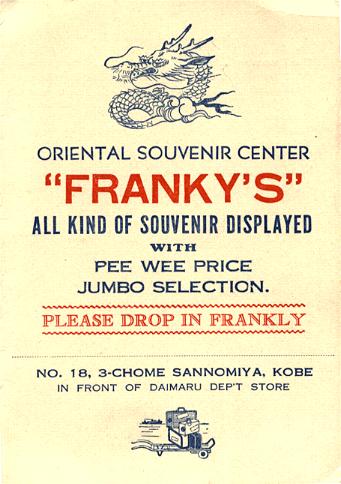 ORIENTAL SOUVENIR CENTER
"FRANKY'S"
ALL KIND OF SOUVENIR DISPLAYED
WITH
PEE WEE PRICE
JUMBO SELECTION.
PLEASE DROP IN FRANKLY
NO. 18, 3-CHOME SANNOMIYA, KOBE
IN FRONT OF DAIMARU DEP'T STORE